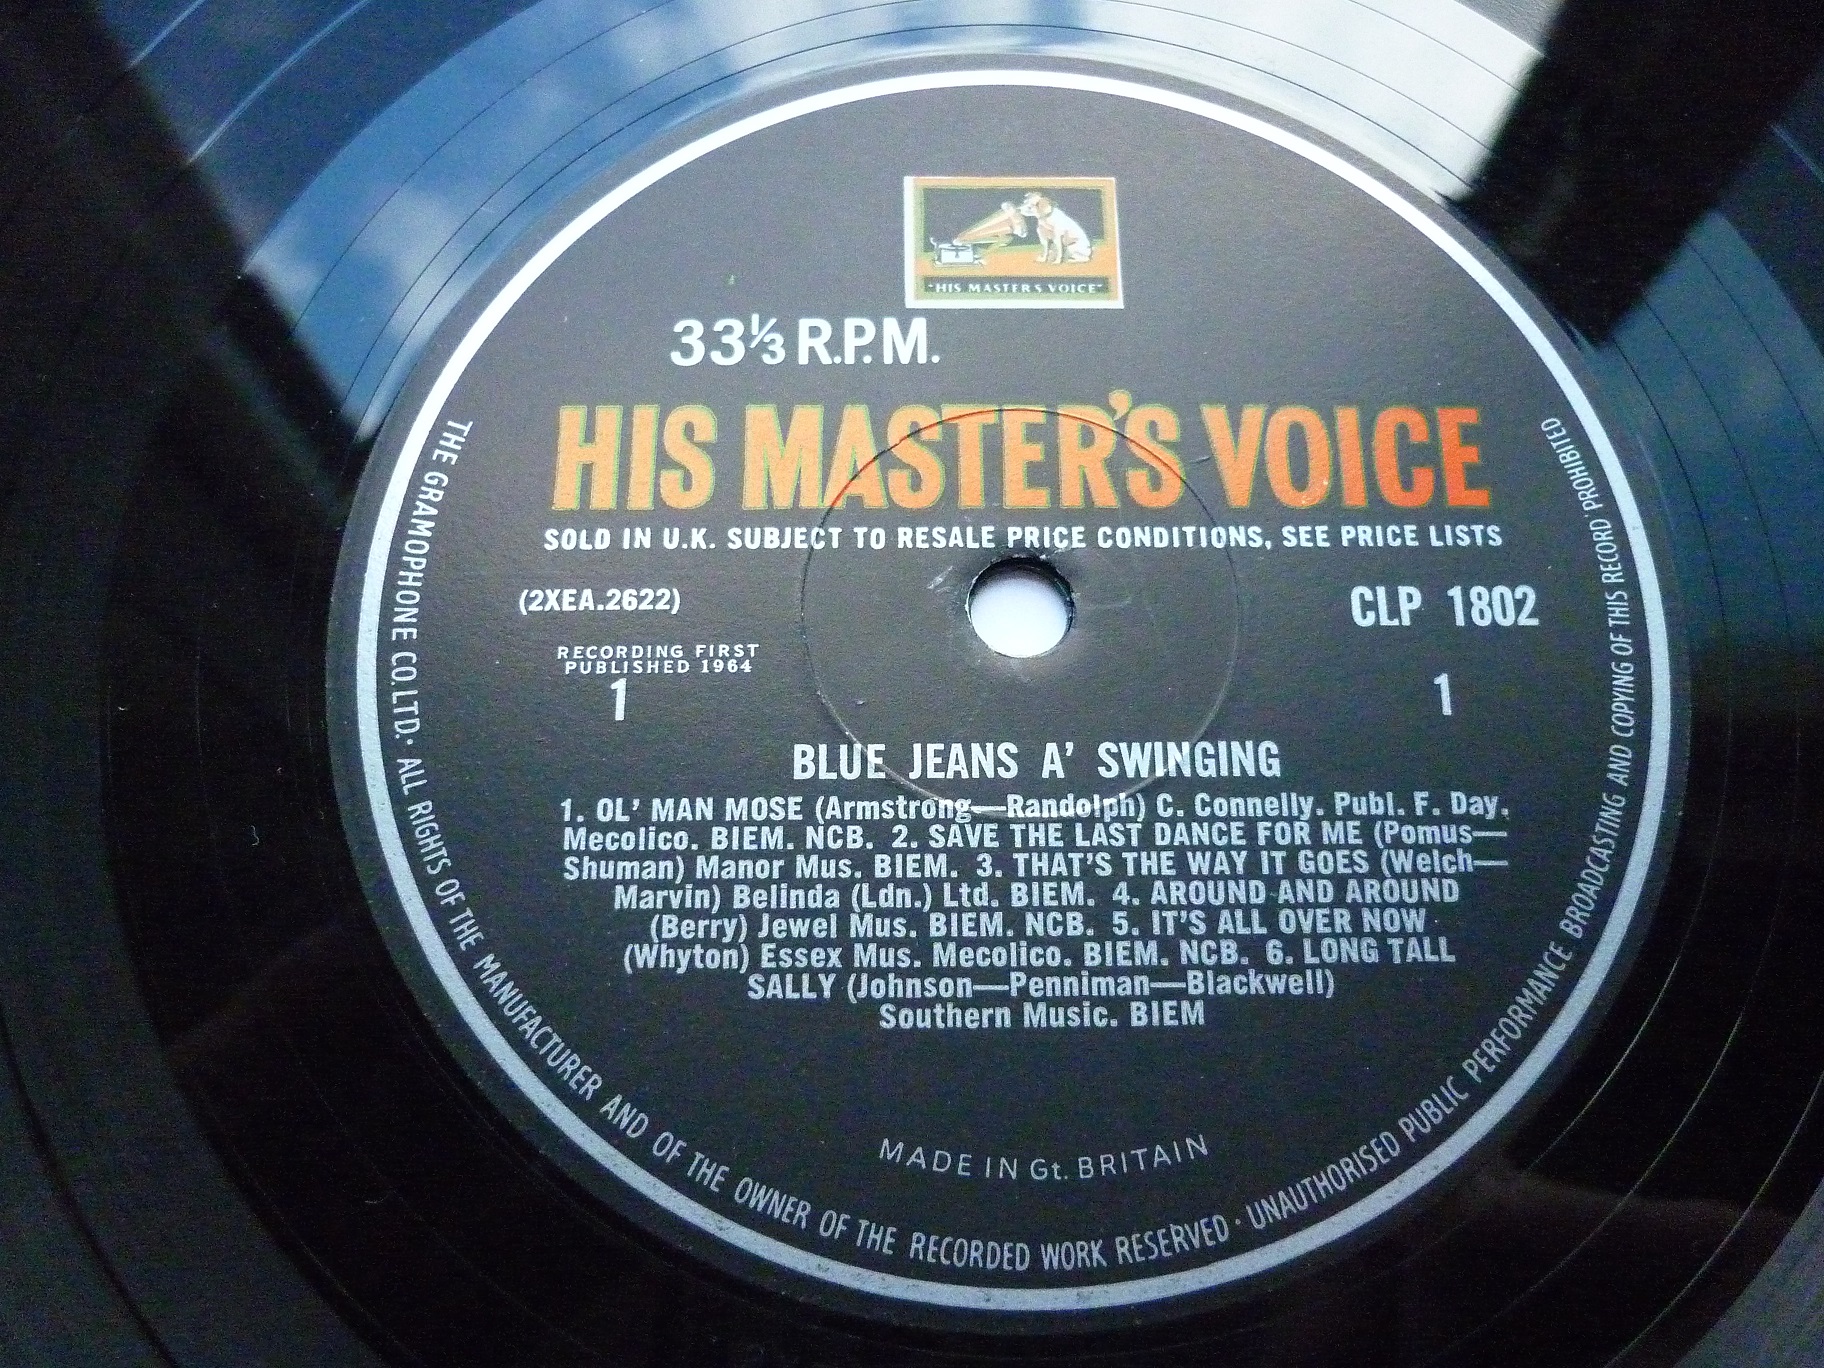 "HIS MASTER'S VOICE"
33⅓ R.P.M.
HIS MASTER'S VOICE
SOLD IN U.K. SUBJECT TO RESALE PRICE CONDITIONS, SEE PRICE LISTS
(2XEA.2622)
CLP 1802
RECORDING FIRST
PUBLISHED 1964
1
1
BLUE JEANS A' SWINGING
1. OL' MAN MOSE (Armstrong—Randolph) C. Connelly. Publ. F. Day.
Mecolico. BIEM. NCB. 2. SAVE THE LAST DANCE FOR ME (Pomus—
Shuman) Manor Mus. BIEM. 3. THAT'S THE WAY IT GOES (Welch—
Marvin) Belinda (Ldn.) Ltd. BIEM. 4. AROUND AND AROUND
(Berry) Jewel Mus. BIEM. NCB. 5. IT'S ALL OVER NOW
(Whyton) Essex Mus. Mecolico. BIEM. NCB. 6. LONG TALL
SALLY (Johnson—Penniman—Blackwell)
Southern Music. BIEM
MADE IN Gt. BRITAIN
THE GRAMOPHONE CO. LTD. · ALL RIGHTS OF THE MANUFACTURER AND OF THE OWNER OF THE RECORDED WORK RESERVED · UNAUTHORISED PUBLIC PERFORMANCE BROADCASTING AND COPYING OF THIS RECORD PROHIBITED